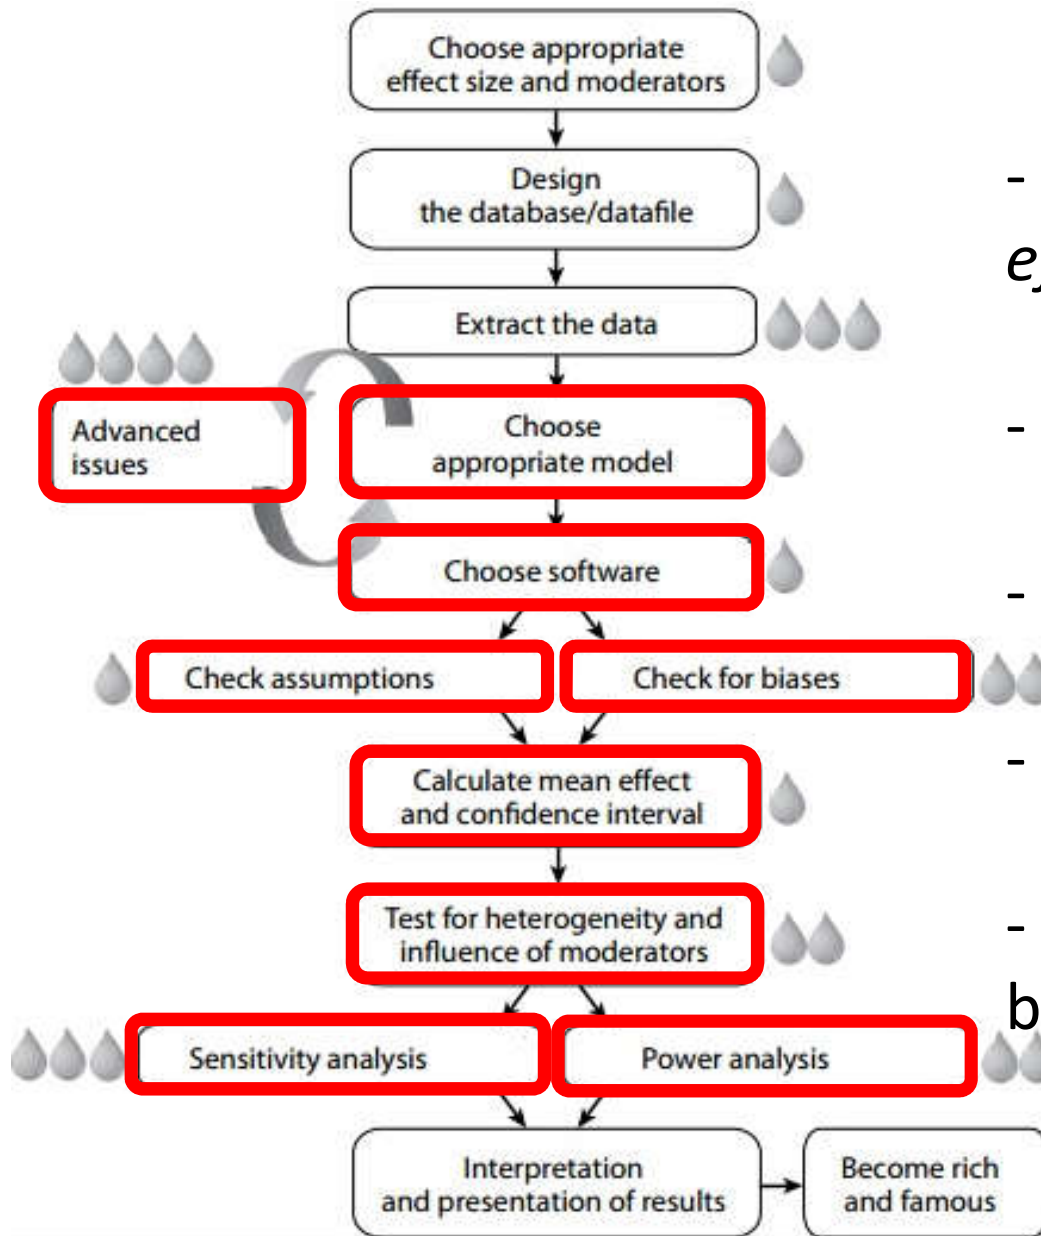 Choose appropriate
effect size and moderators
Design
the database/datafile
-
Extract the data
Advanced
issues
Choose
appropriate model
-
Choose software
-
Check assumptions
Check for biases
-
Calculate mean effect
and confidence interval
Test for heterogeneity and
influence of moderators
-
b
Sensitivity analysis
Power analysis
Interpretation
and presentation of results
Become rich
and famous